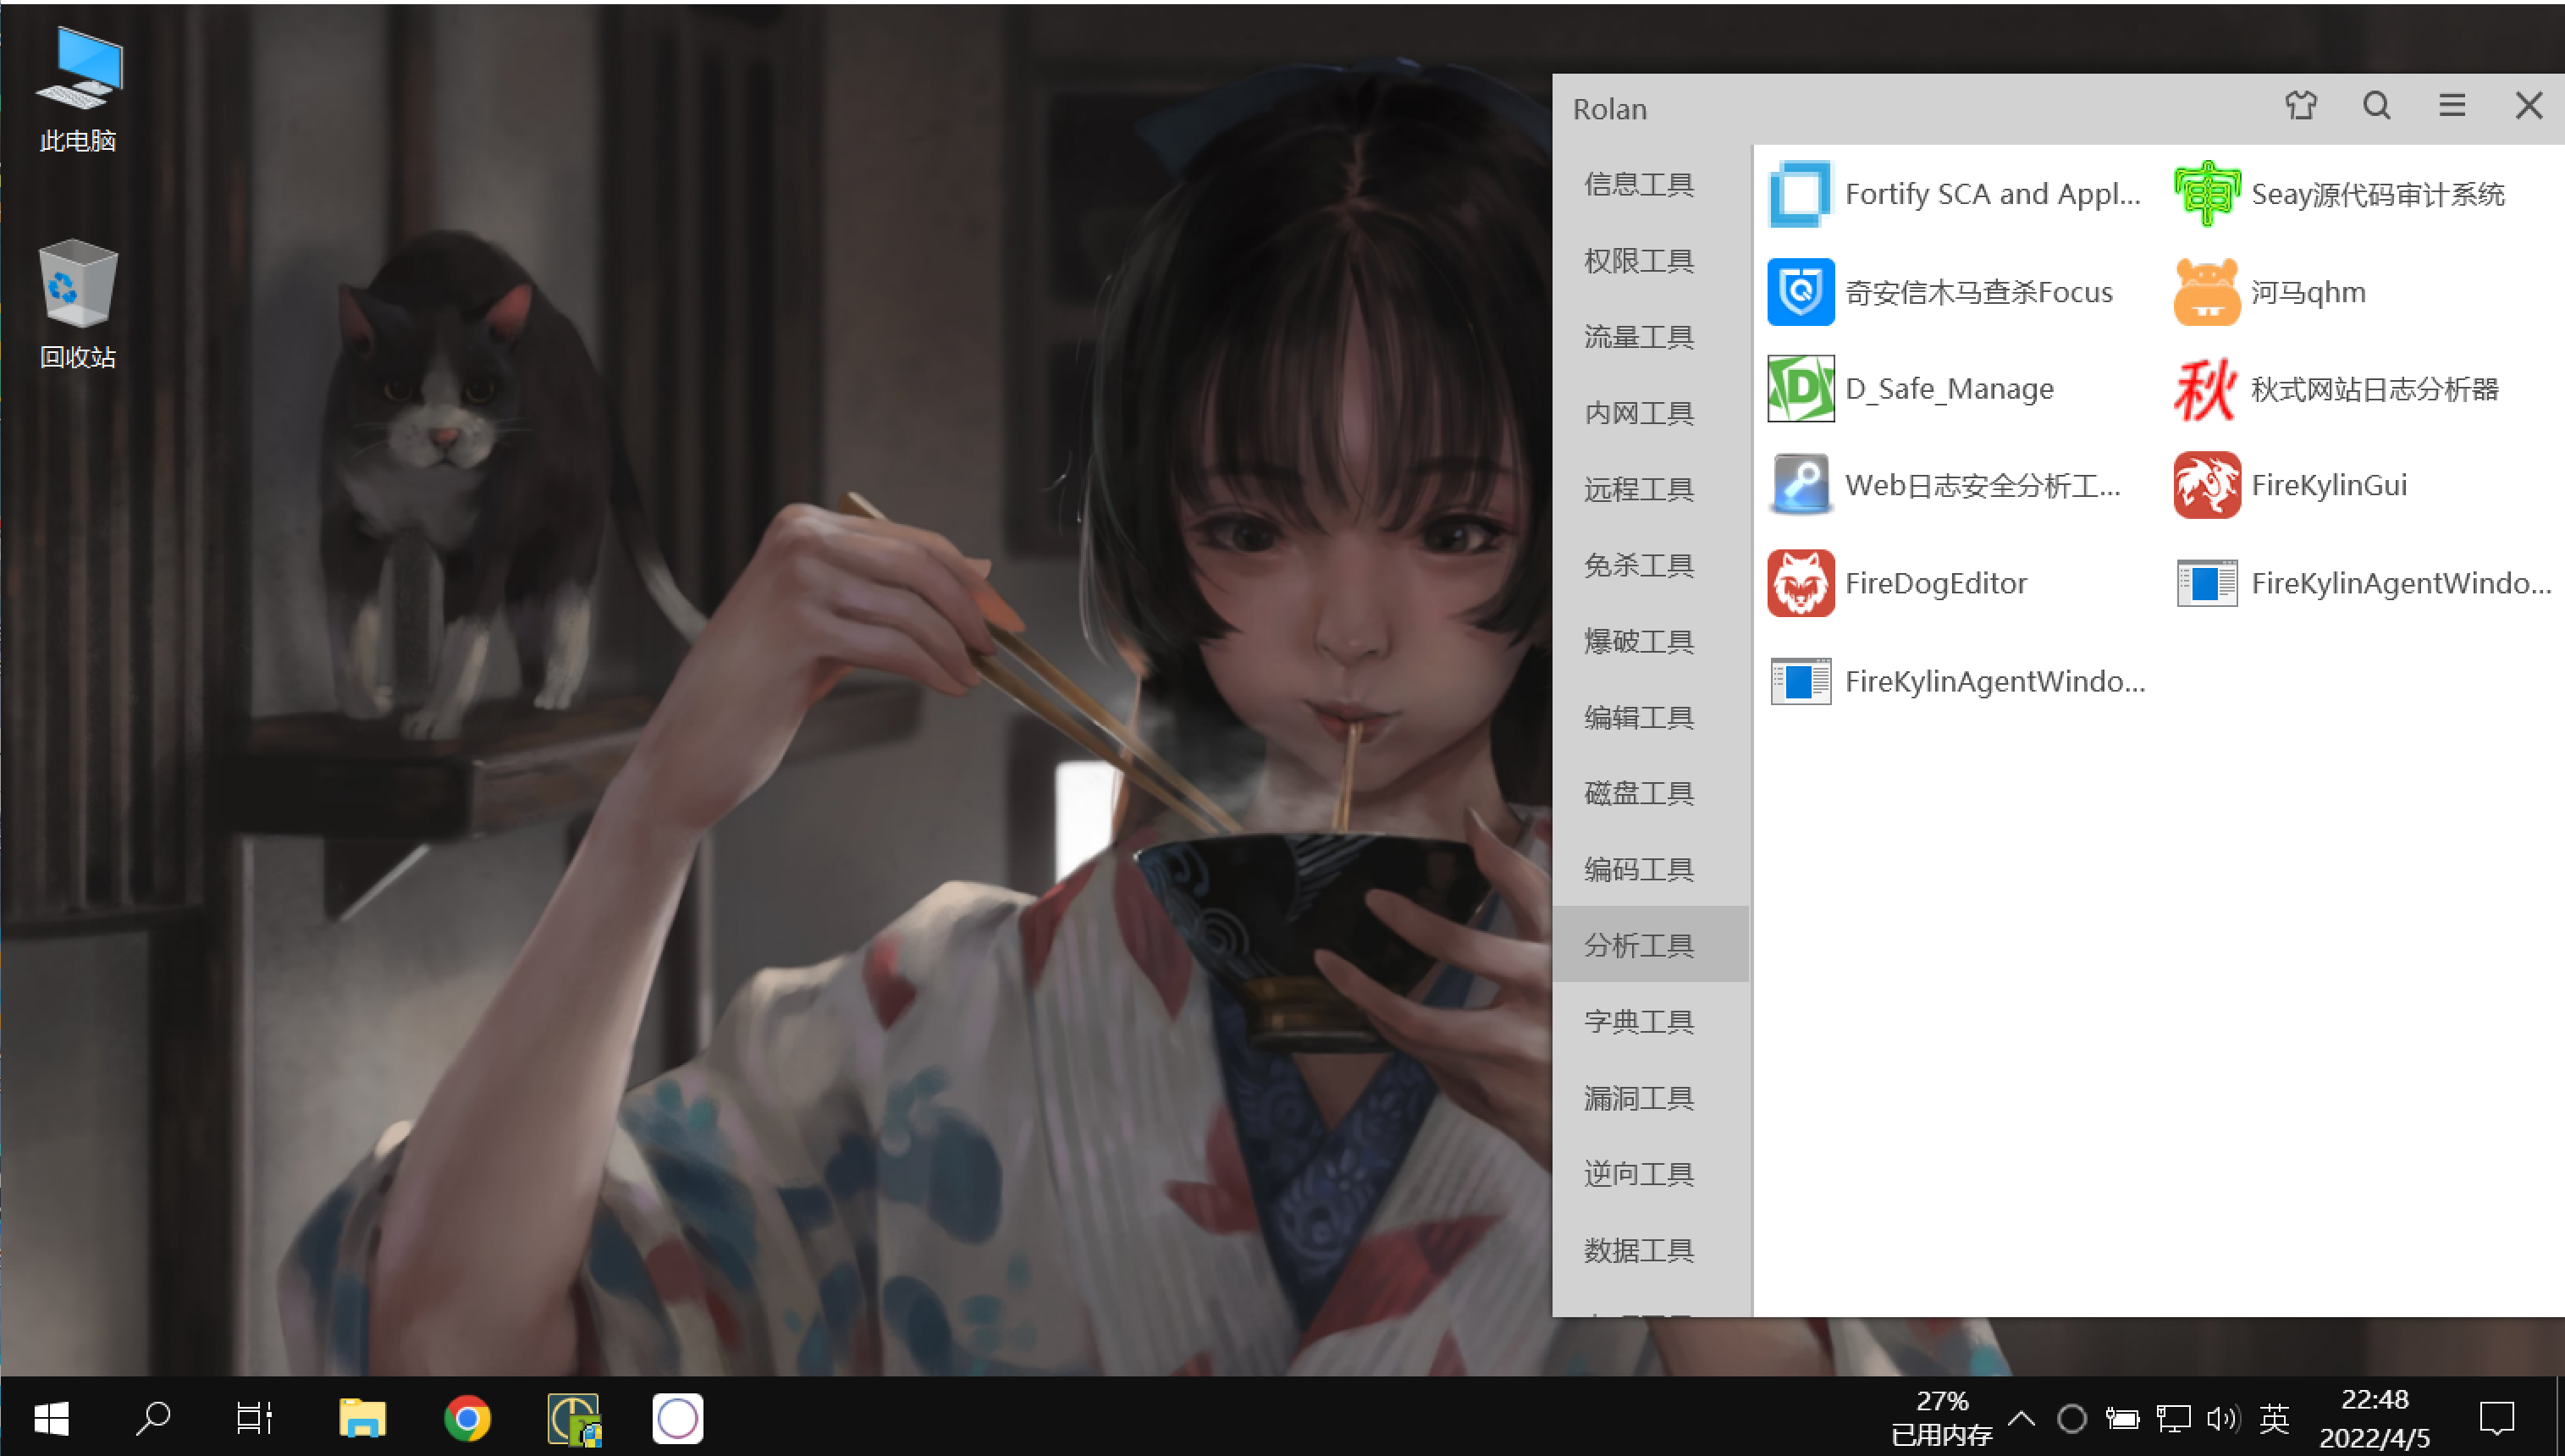 此电脑
回收站
Rolan
信息工具
权限工具
流量工具
内网工具
远程工具
免杀工具
爆破工具
编辑工具
磁盘工具
编码工具
分析工具
字典工具
漏洞工具
逆向工具
数据工具
Fortify SCA and Appl...
审 Seay源代码审计系统
奇安信木马查杀Focus
河马qhm
D D_Safe_Manage
秋 秋式网站日志分析器
Web日志安全分析工...
FireKylinGui
FireDogEditor
FireKylinAgentWindo...
FireKylinAgentWindo...
27%
已用内存
英
22:48
2022/4/5